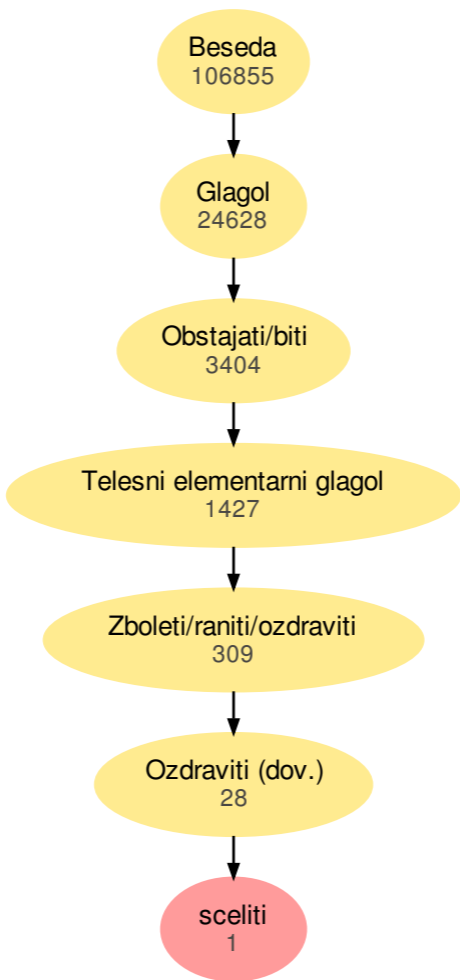 Beseda
106855
Glagol
24628
Obstajati/biti
3404
Telesni elementarni glagol
1427
Zboleti/raniti/ozdraviti
309
Ozdraviti (dov.)
28
sceliti
1